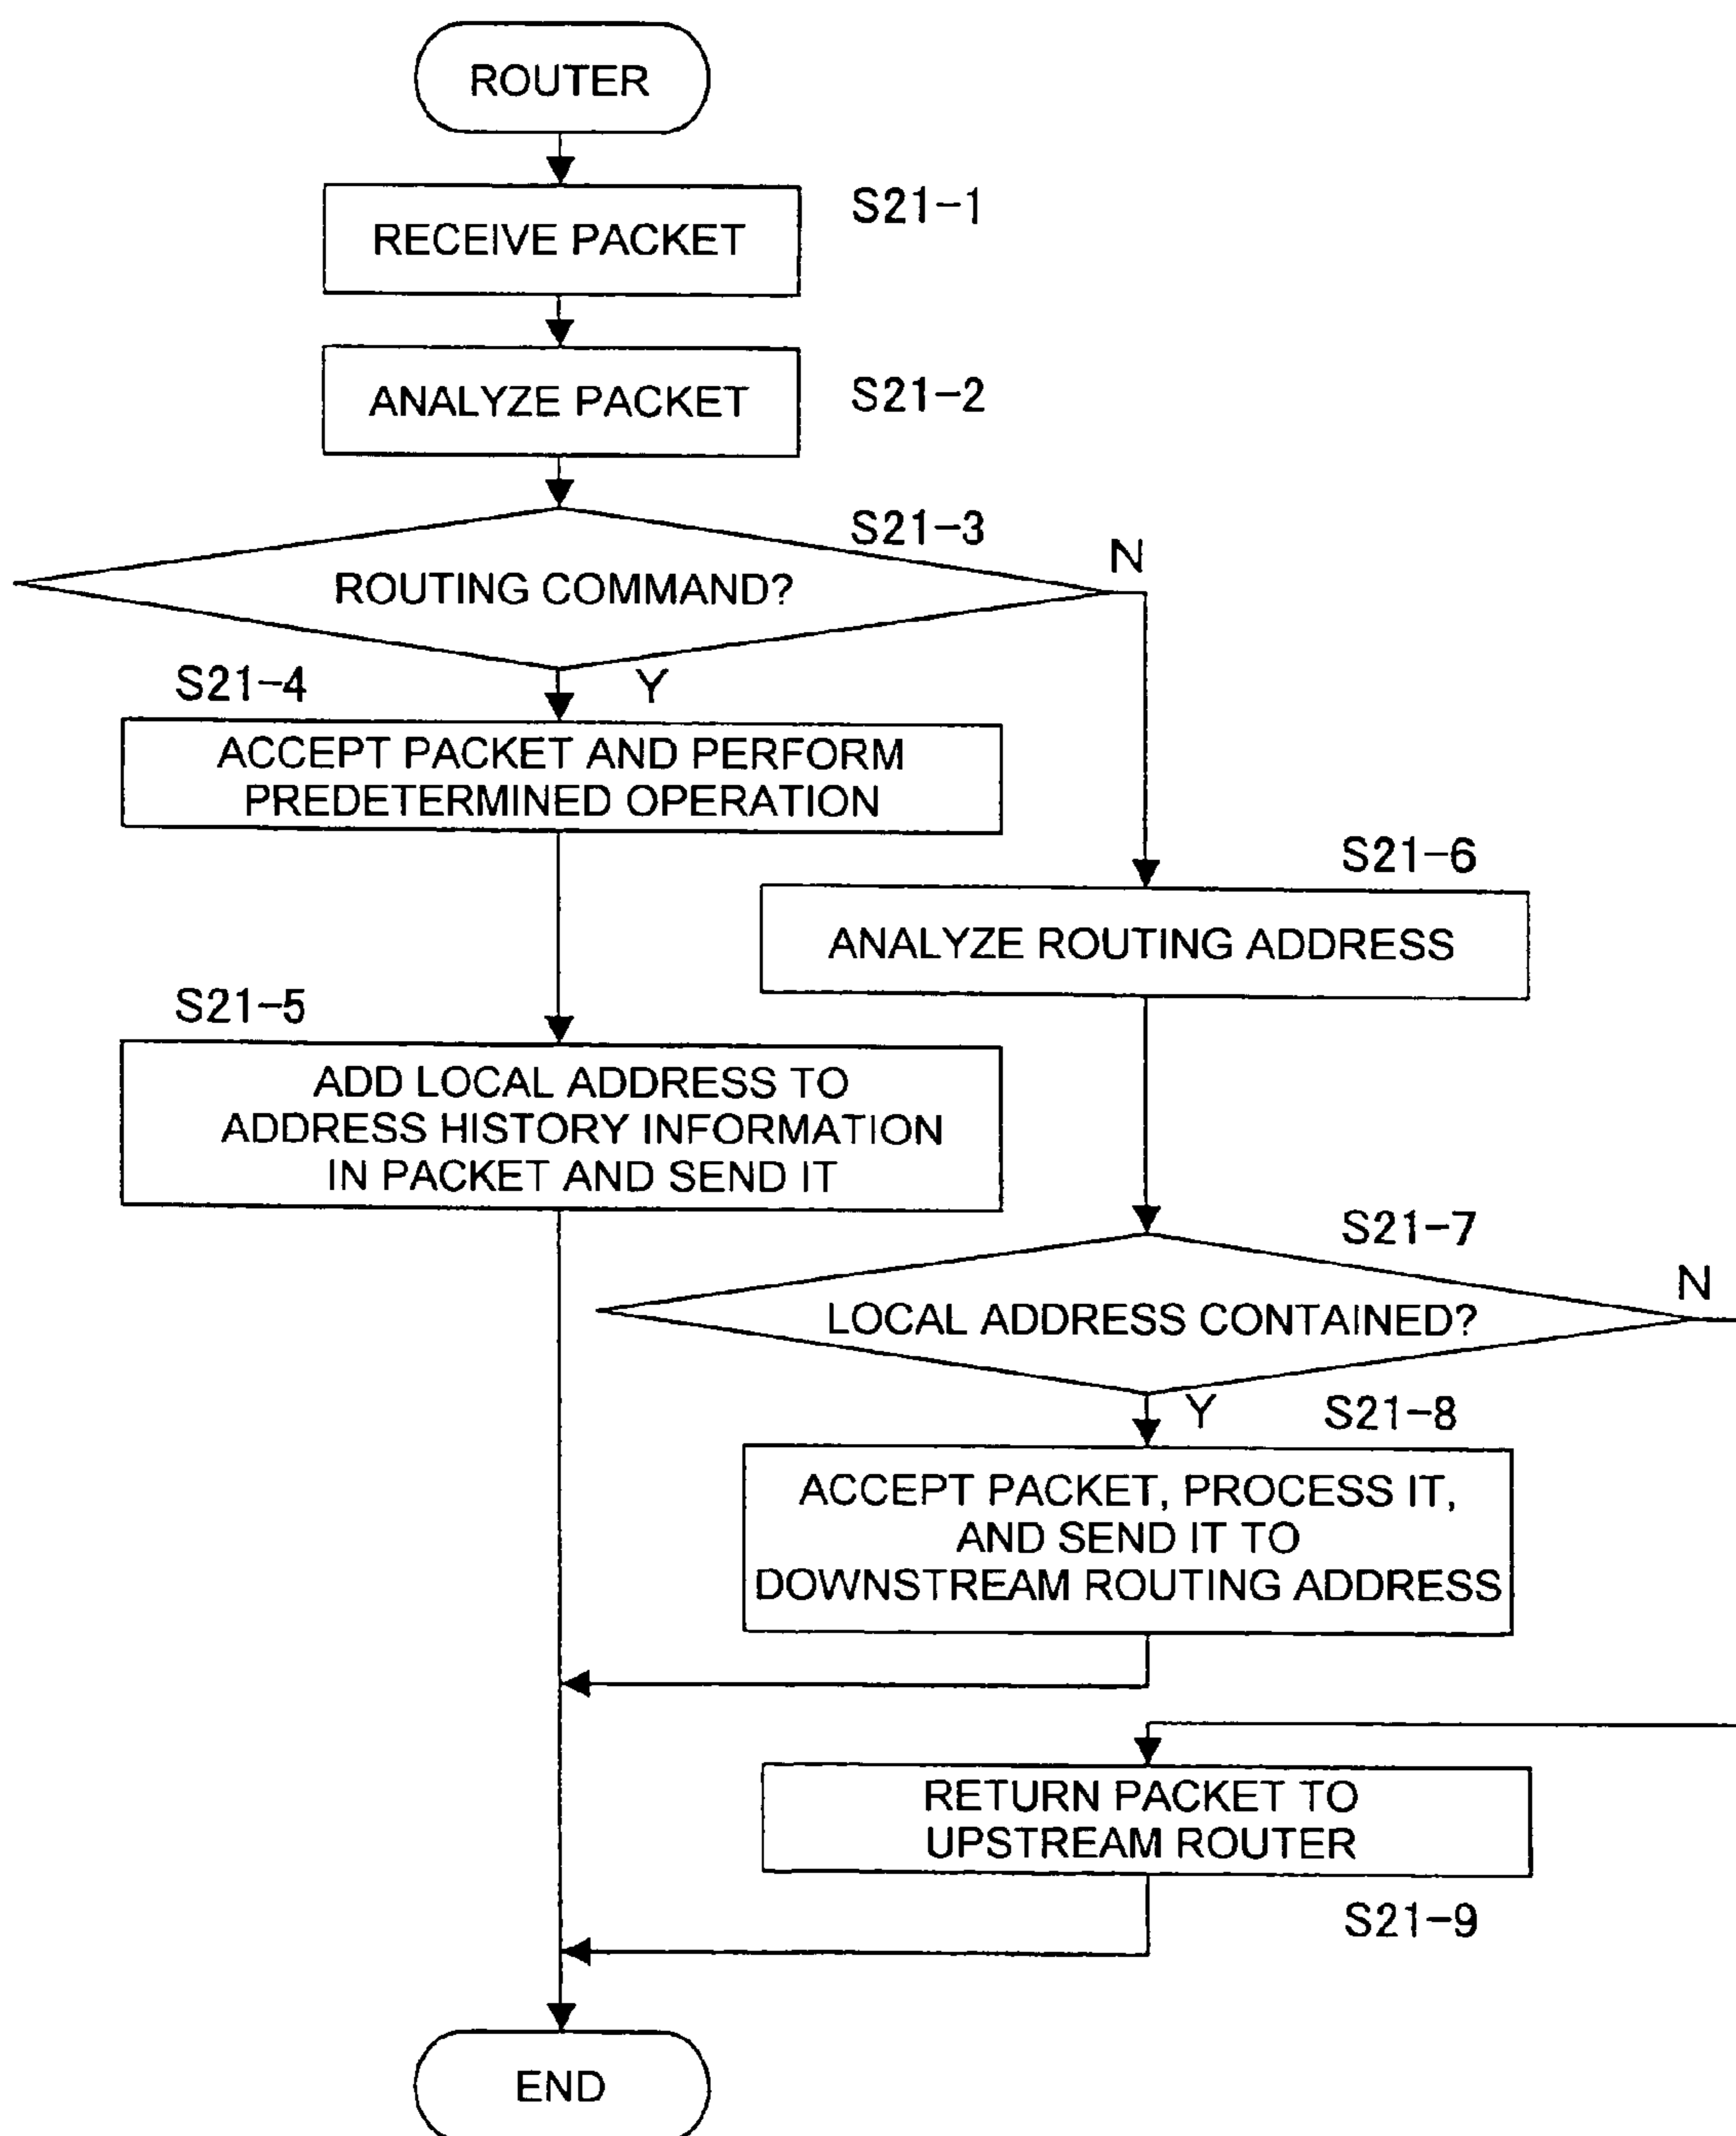 ROUTER
S21-1
RECEIVE PACKET
S21-2
ANALYZE PACKET
S21-3
N
ROUTING COMMAND?
S21-4
Y
ACCEPT PACKET AND PERFORM
PREDETERMINED OPERATION
S21-6
ANALYZE ROUTING ADDRESS
S21-5
ADD LOCAL ADDRESS TO
ADDRESS HISTORY INFORMATION
IN PACKET AND SEND IT
S21-7
N
LOCAL ADDRESS CONTAINED?
Y
S21-8
ACCEPT PACKET, PROCESS IT,
AND SEND IT TO
DOWNSTREAM ROUTING ADDRESS
RETURN PACKET TO
UPSTREAM ROUTER
S21-9
END